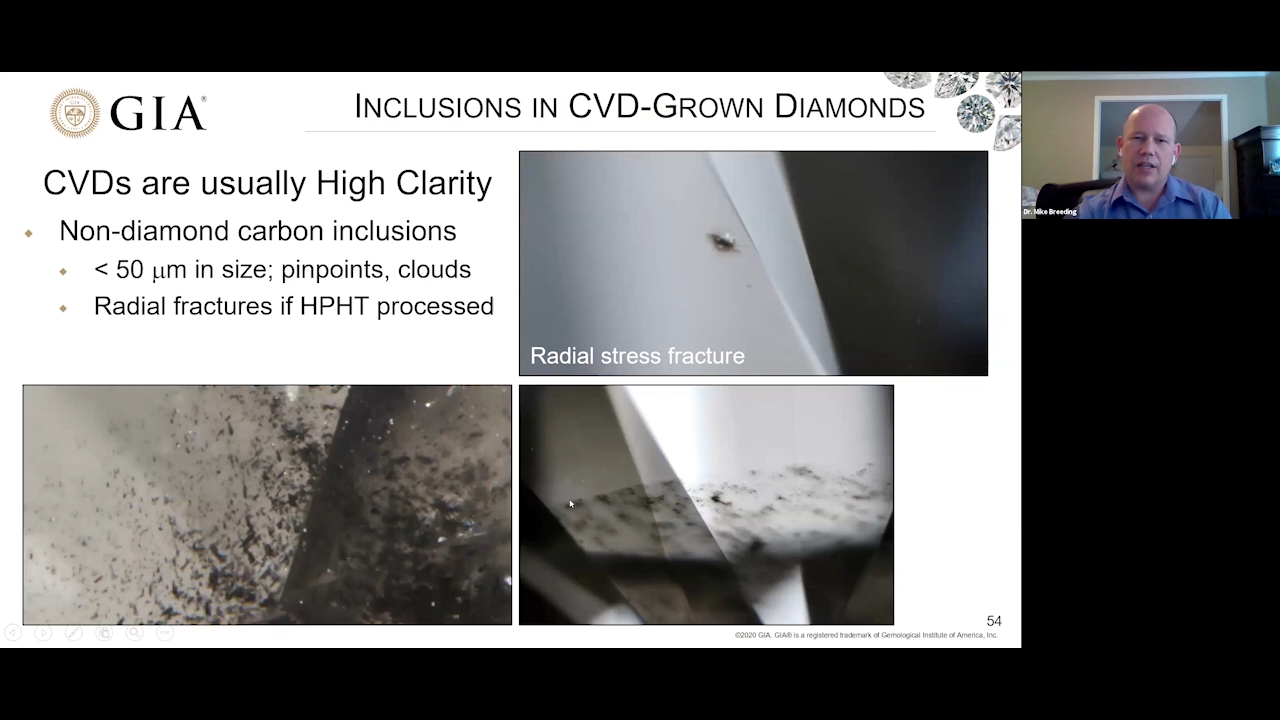 GIA®
INCLUSIONS IN CVD-GROWN DIAMONDS
CVDs are usually High Clarity
Non-diamond carbon inclusions
< 50 µm in size; pinpoints, clouds
Radial fractures if HPHT processed
Radial stress fracture
Dr. Mike Breeding
54
©2020 GIA. GIA® is a registered trademark of Gemological Institute of America, Inc.